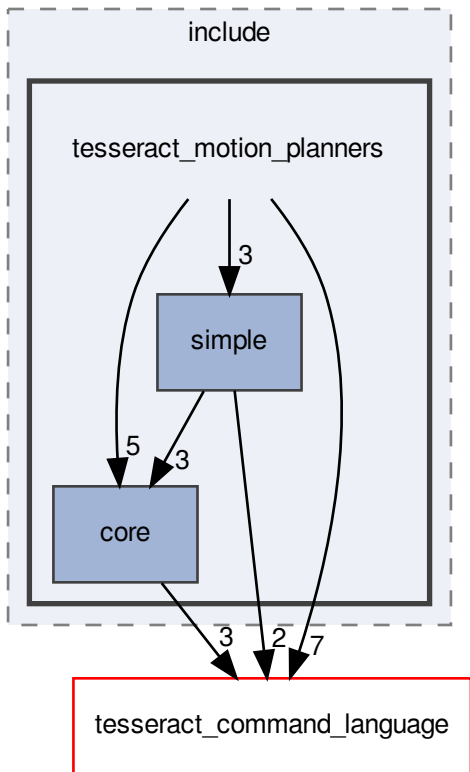 include
tesseract_motion_planners
3
simple
5
3
core
3
2
7
tesseract_command_language